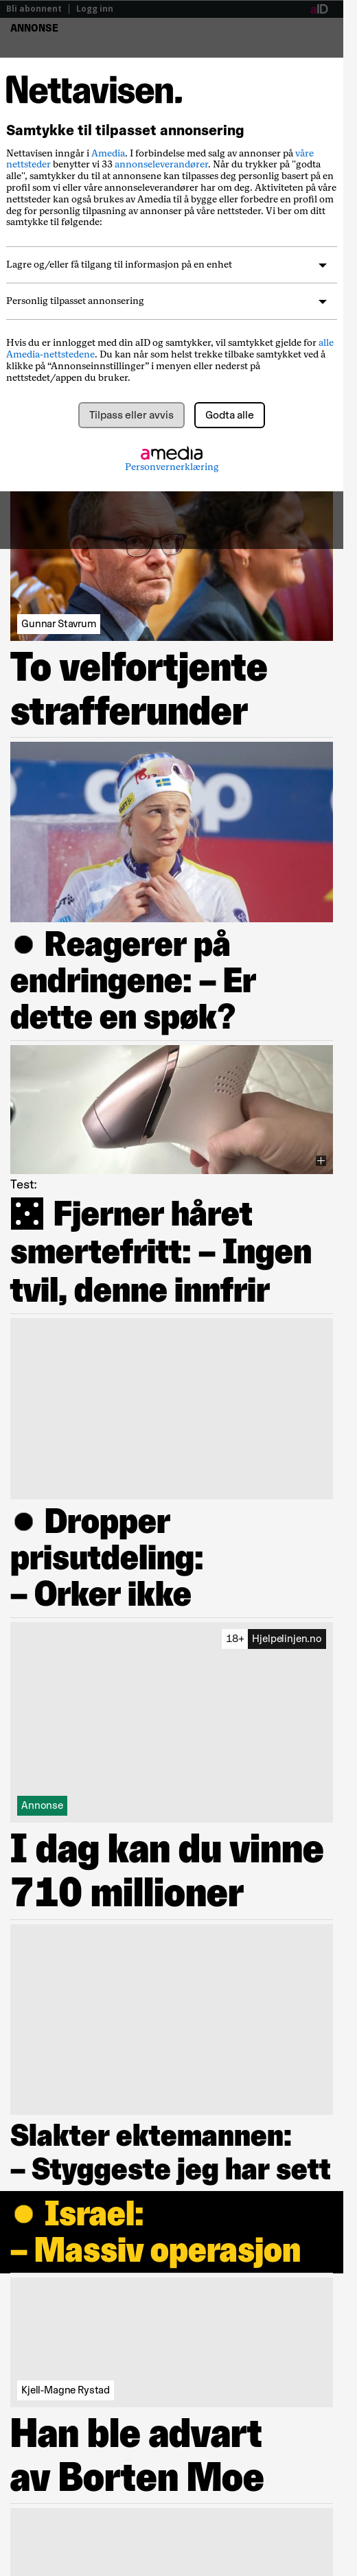 Bli abonnent | Logg inn
aID
ANNONSE
Nettavisen.
Samtykke til tilpasset annonsering
Nettavisen inngår i Amedia. I forbindelse med salg av annonser på våre
nettsteder benytter vi 33 annonseleverandører. Når du trykker på "godta
alle", samtykker du til at annonsene kan tilpasses deg personlig basert på en
profil som vi eller våre annonseleverandører har om deg. Aktiviteten på våre
nettsteder kan også brukes av Amedia til å bygge eller forbedre en profil om
deg for personlig tilpasning av annonser på våre nettsteder. Vi ber om ditt
samtykke til følgende:
Lagre og/eller få tilgang til informasjon på en enhet
Personlig tilpasset annonsering
Hvis du er innlogget med din aID og samtykker, vil samtykket gjelde for alle
Amedia-nettstedene. Du kan når som helst trekke tilbake samtykket ved å
klikke på “Annonseinnstillinger” i menyen eller nederst på
nettstedet/appen du bruker.
Tilpass eller avvis
Godta alle
amedia
Personvernerklæring
Gunnar Stavrum
To velfortjente
strafferunder
coop
Reagerer på
endringene: – Er
dette en spøk?
Test:
Fjerner håret
smertefritt: – Ingen
tvil, denne innfrir
Dropper
prisutdeling:
– Orker ikke
18+ Hjelpelinjen.no
Annonse
I dag kan du vinne
710 millioner
Slakter ektemannen:
– Styggeste jeg har sett
Israel:
– Massiv operasjon
Kjell-Magne Rystad
Han ble advart
av Borten Moe